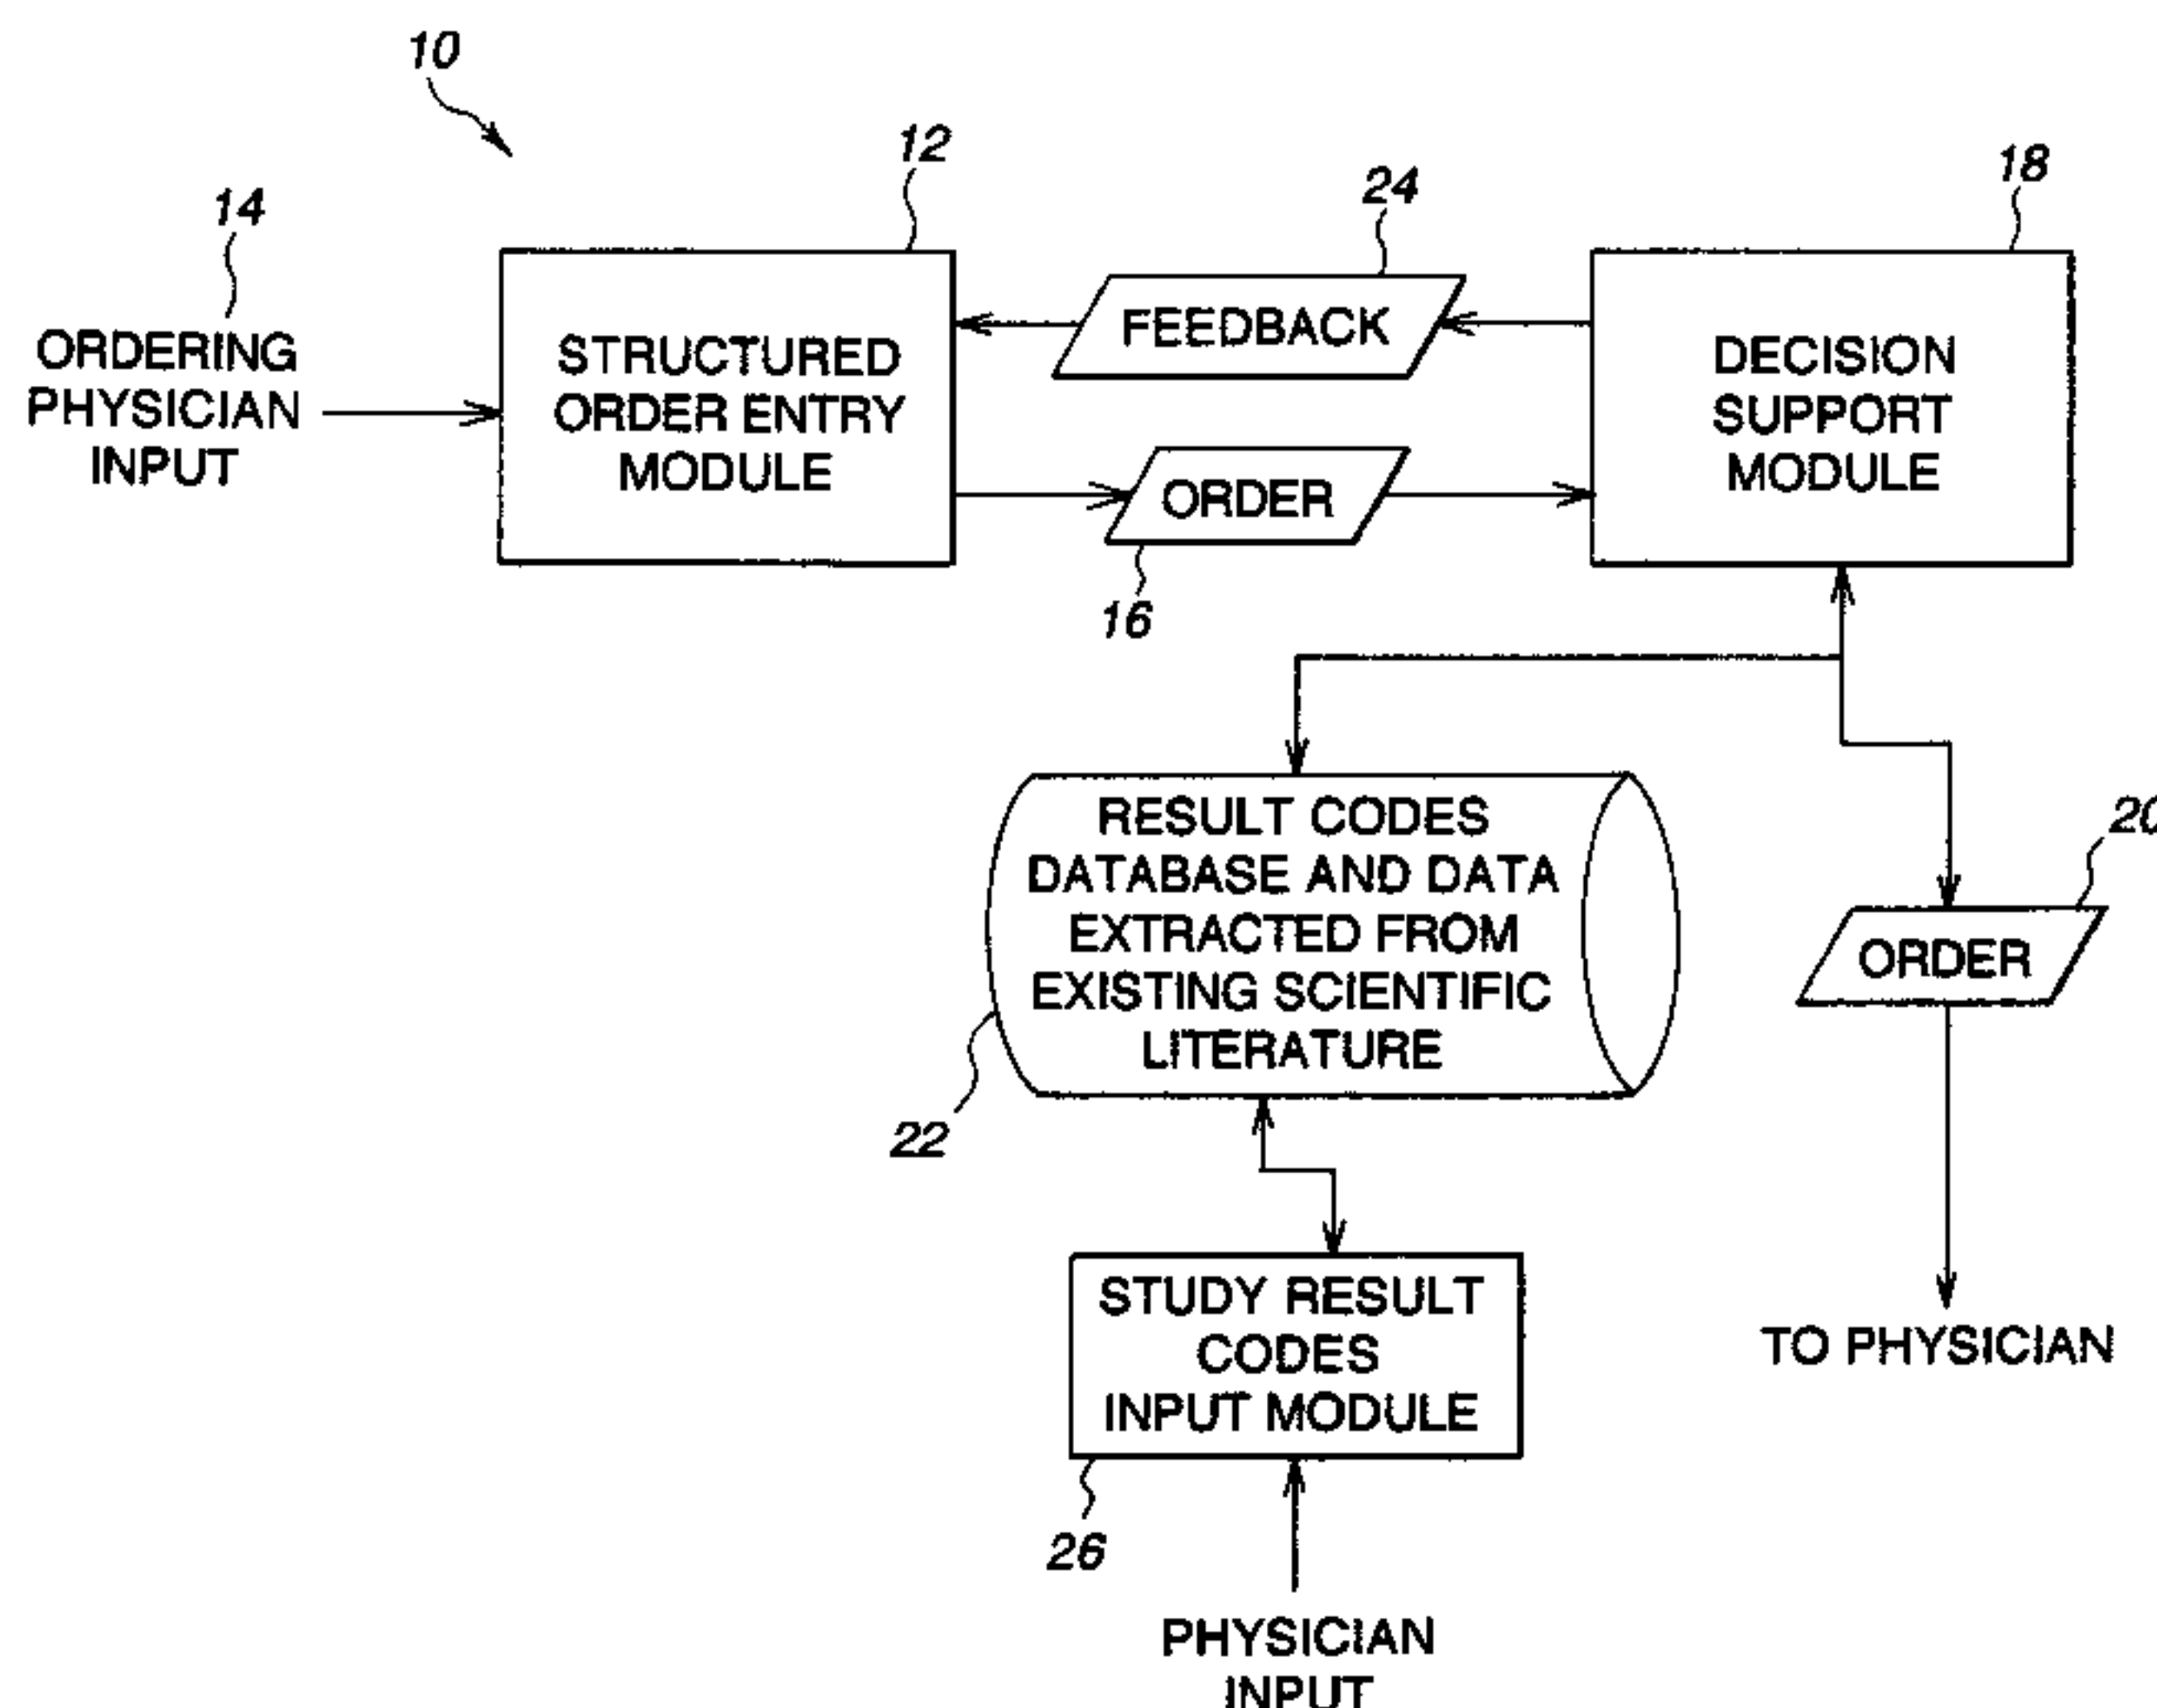 10
12
14
24
18
ORDERING
PHYSICIAN
INPUT
STRUCTURED
ORDER ENTRY
MODULE
FEEDBACK
ORDER
16
DECISION
SUPPORT
MODULE
RESULT CODES
DATABASE AND DATA
EXTRACTED FROM
EXISTING SCIENTIFIC
LITERATURE
22
20
ORDER
TO PHYSICIAN
STUDY RESULT
CODES
INPUT MODULE
26
PHYSICIAN
INPUT